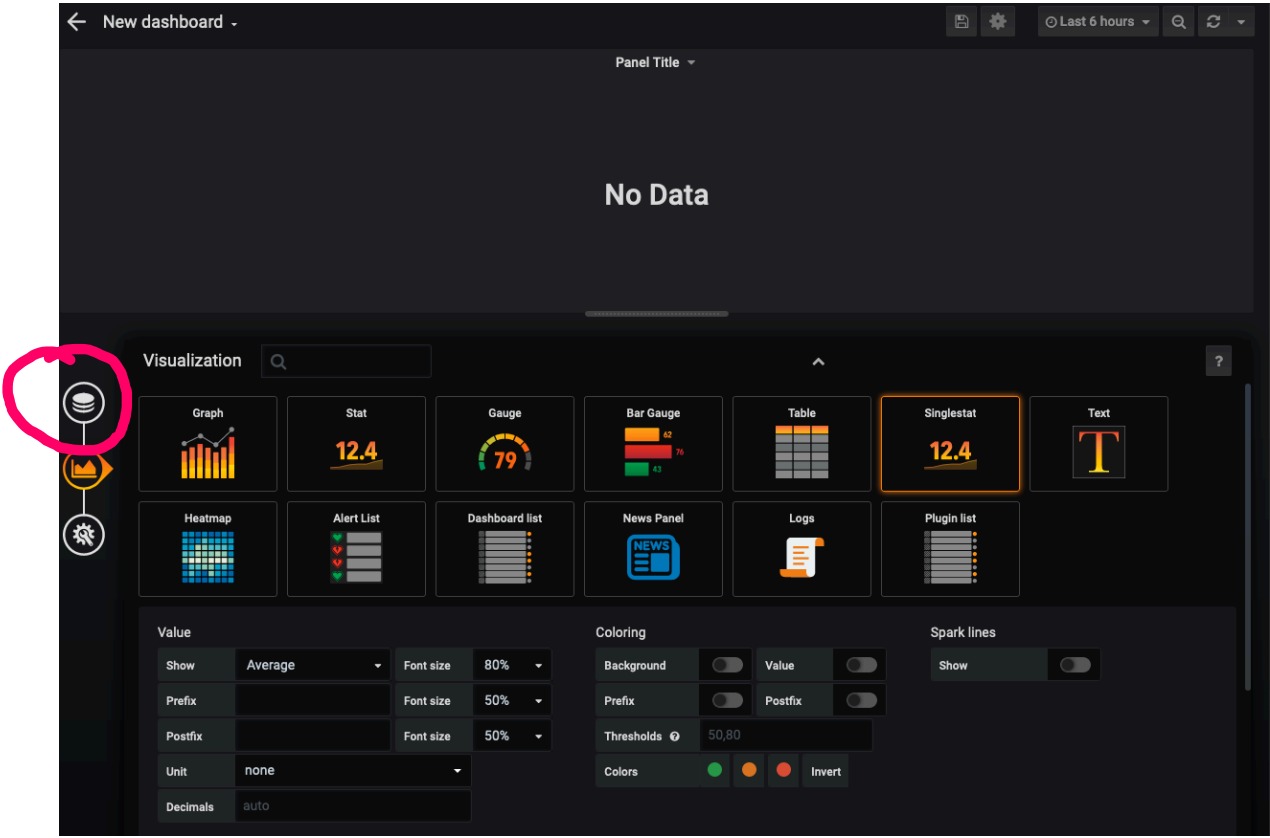 New dashboard
Last 6 hours
Panel Title
No Data
Visualization
?
Graph
Stat
Gauge
Bar Gauge
Table
Singlestat
Text
12.4
79
62
76
43
12.4
T
Heatmap
Alert List
Dashboard list
News Panel
Logs
Plugin list
NEWS
Value
Coloring
Spark lines
Show Average Font size 80% Background Value Show
Prefix Font size 50% Prefix Postfix
Postfix Font size 50% Thresholds ? 50,80
Unit none Colors Invert
Decimals auto